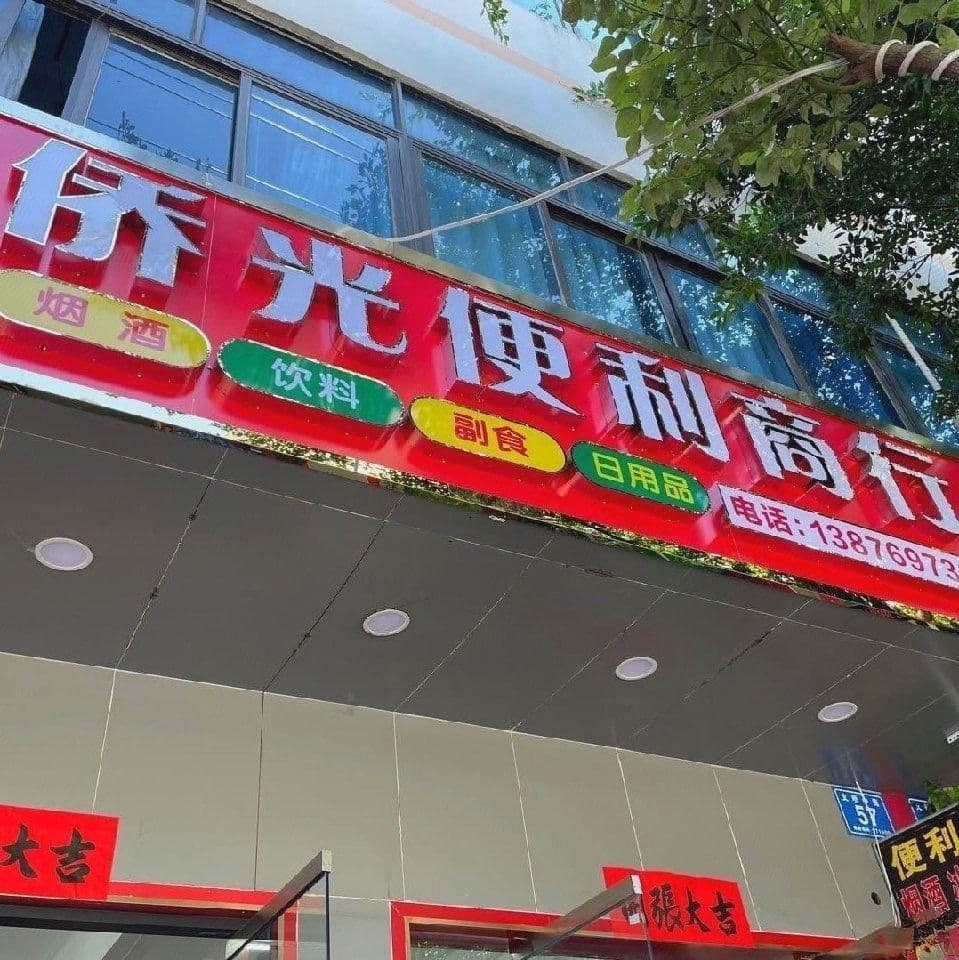 侨光便利商行
烟酒
饮料
副食
日用品
电话:13876973
大吉
張大吉
57
便利
烟酒